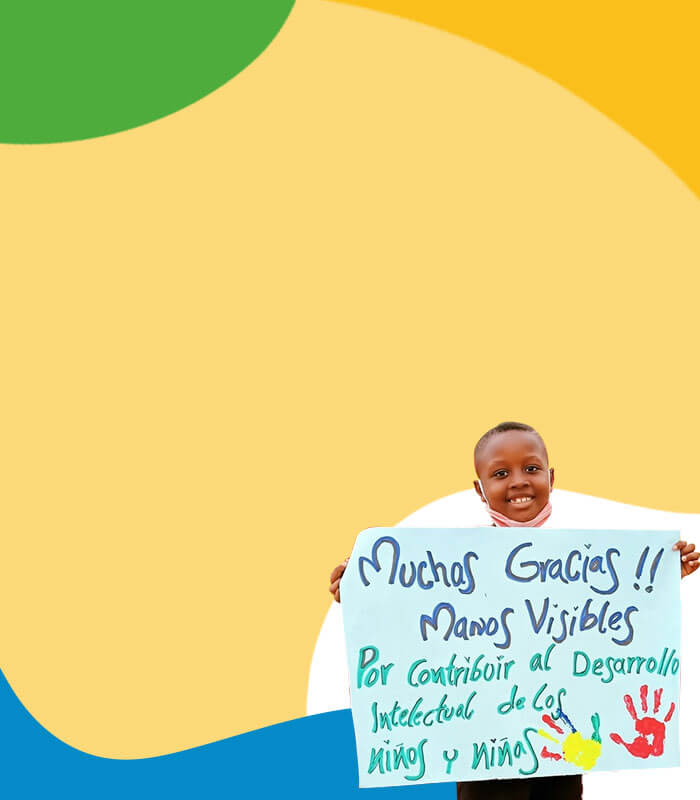 Muchas Gracias !!
Manos Visibles
Por contribuir al Desarrollo
Intelectual de Los
niños y niñas